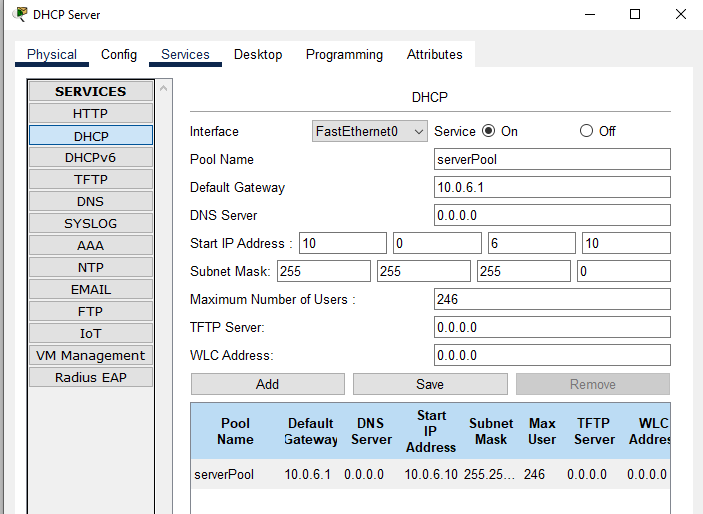 DHCP Server
Physical Config Services Desktop Programming Attributes
SERVICES
HTTP
DHCP
DHCPv6
TFTP
DNS
SYSLOG
AAA
NTP
EMAIL
FTP
IoT
VM Management
Radius EAP
DHCP
Interface FastEthernet0 Service On Off
Pool Name serverPool
Default Gateway 10.0.6.1
DNS Server 0.0.0.0
Start IP Address : 10 0 6 10
Subnet Mask: 255 255 255 0
Maximum Number of Users : 246
TFTP Server: 0.0.0.0
WLC Address: 0.0.0.0
Add Save Remove
Pool Name Default Gateway DNS Server Start IP Address Subnet Mask Max User TFTP Server WLC Addres
serverPool 10.0.6.1 0.0.0.0 10.0.6.10 255.25... 246 0.0.0.0 0.0.0.0